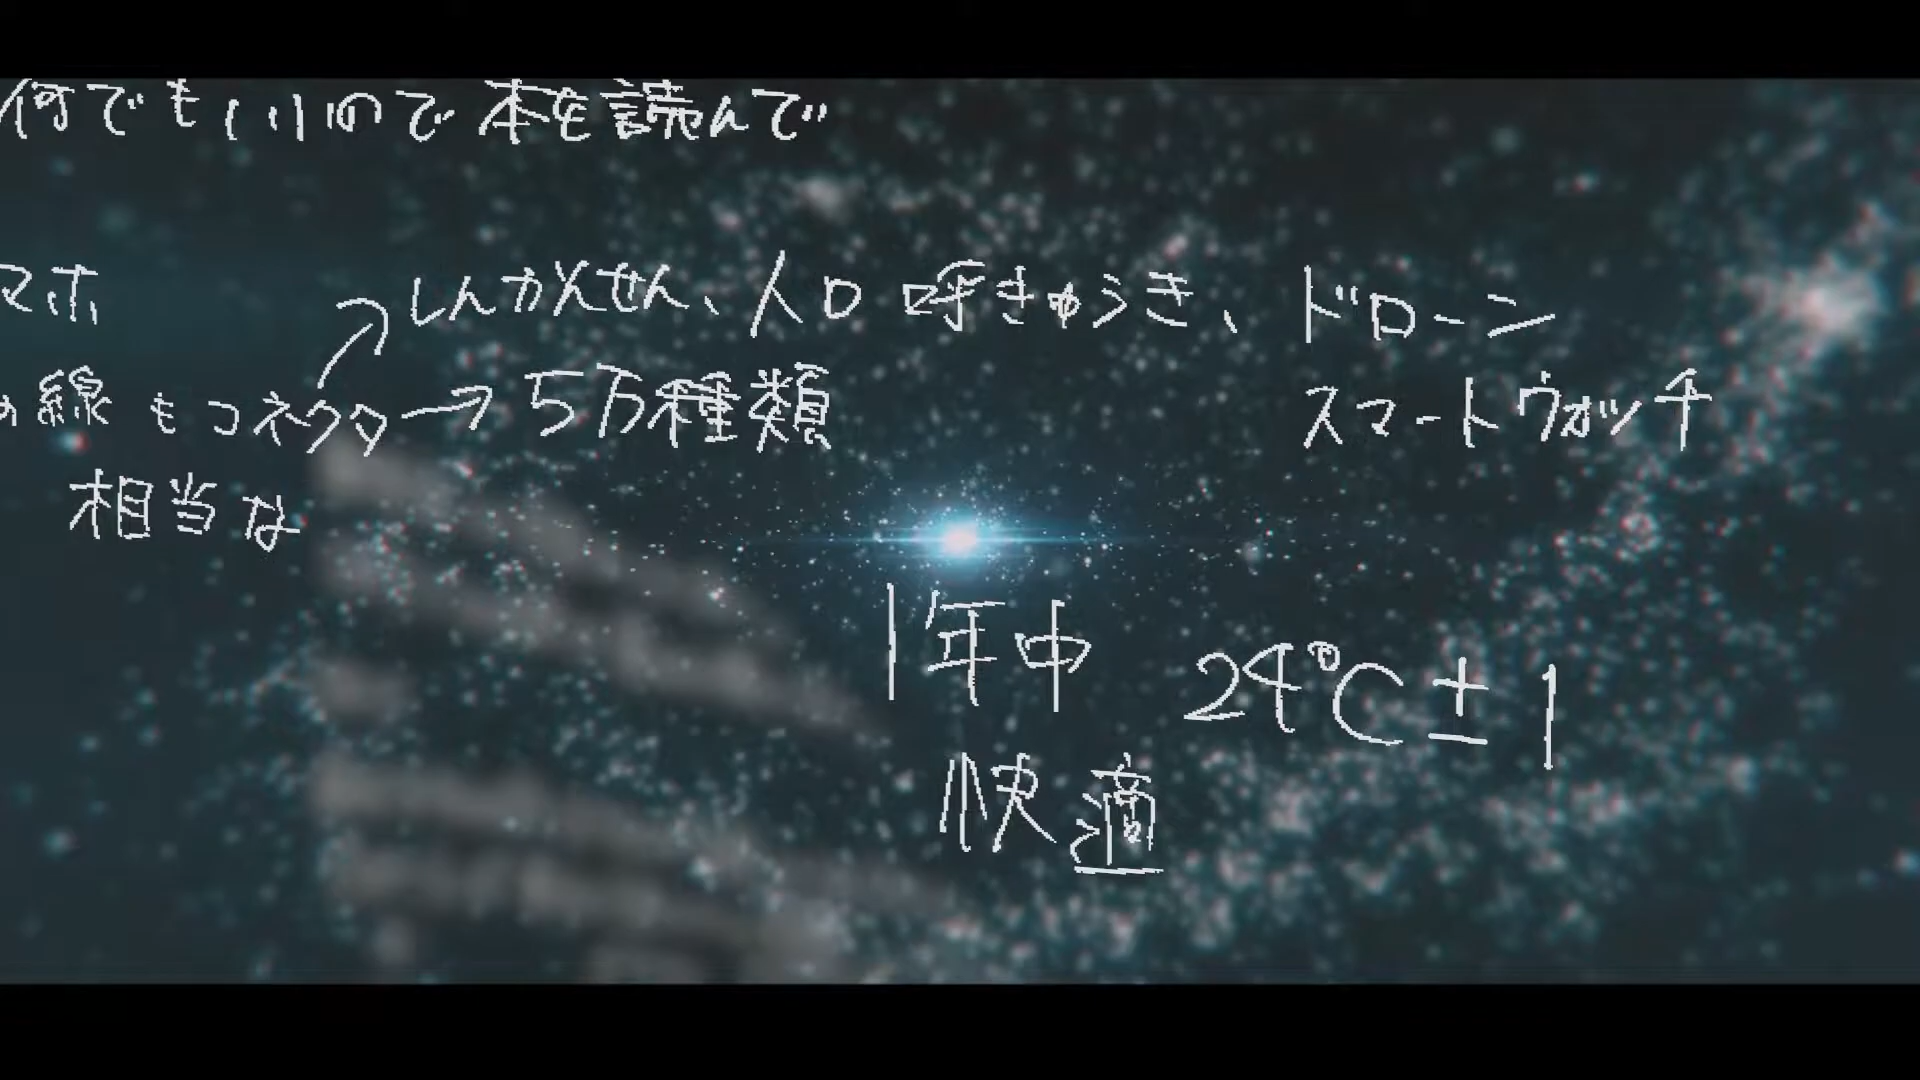 何でもいいので本を読んで
マホ
しんかんせん、人口呼きゅうき、ドローン
線もコネクタ→5万種類
スマートウォッチ
相当な
1年中 24℃±1
快適